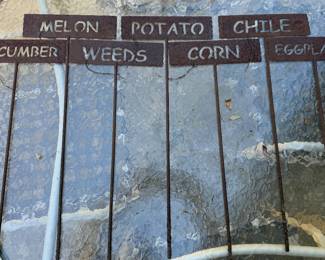 MELON POTATO CHILE
CUMBER WEEDS CORN EGGPLA